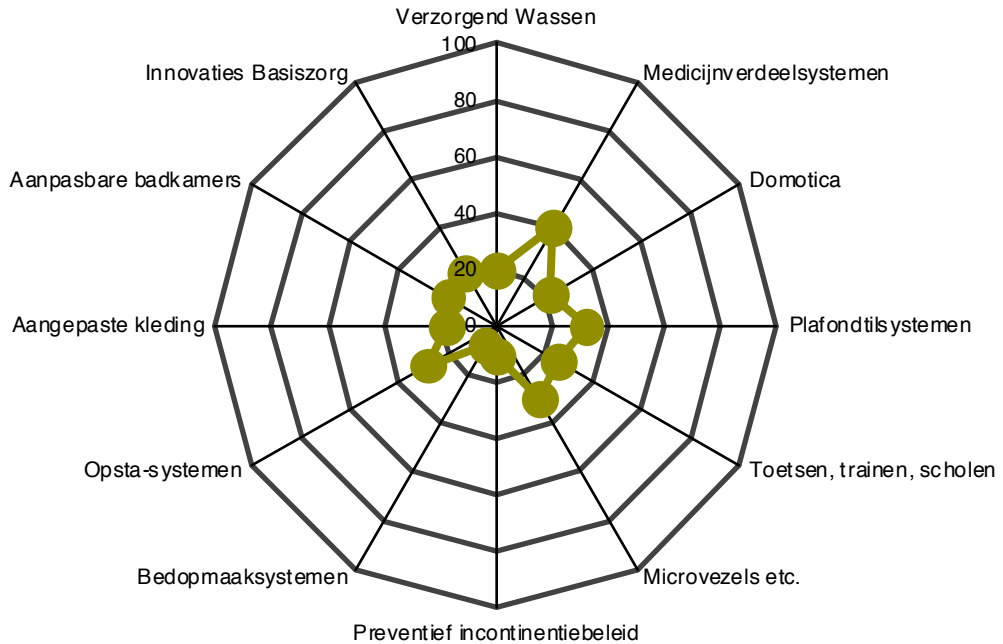 Verzorgend Wassen
100
Innovaties Basiszorg
Medicijnverdeelsystemen
80
60
Aanpasbare badkamers
Domotica
40
20
Aangepaste kleding
0
Plafondtilsystemen
Opsta-systemen
Toetsen, trainen, scholen
Bedopmaaksystemen
Microvezels etc.
Preventief incontinentiebeleid